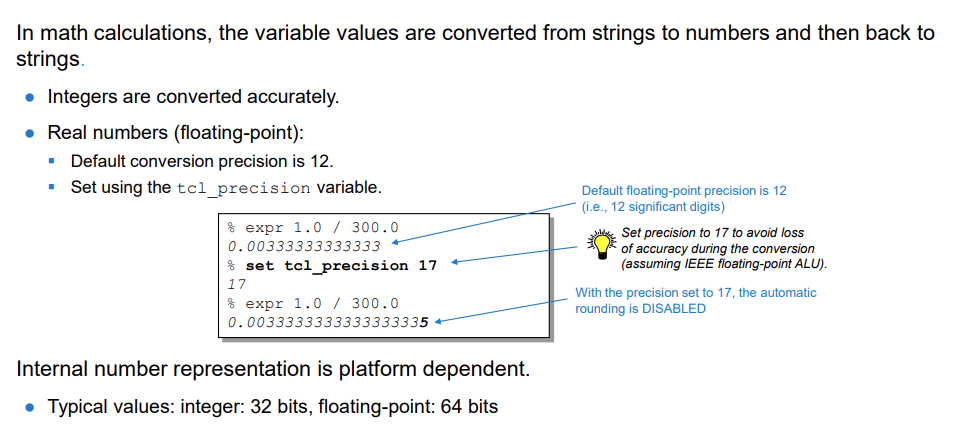 In math calculations, the variable values are converted from strings to numbers and then back to
strings.
• Integers are converted accurately.
• Real numbers (floating-point):
▪ Default conversion precision is 12.
▪ Set using the tcl_precision variable.
Default floating-point precision is 12
(i.e., 12 significant digits)
% expr 1.0 / 300.0
0.00333333333333
% set tcl_precision 17
17
% expr 1.0 / 300.0
0.0033333333333333335
Set precision to 17 to avoid loss
of accuracy during the conversion
(assuming IEEE floating-point ALU).
With the precision set to 17, the automatic
rounding is DISABLED
Internal number representation is platform dependent.
• Typical values: integer: 32 bits, floating-point: 64 bits